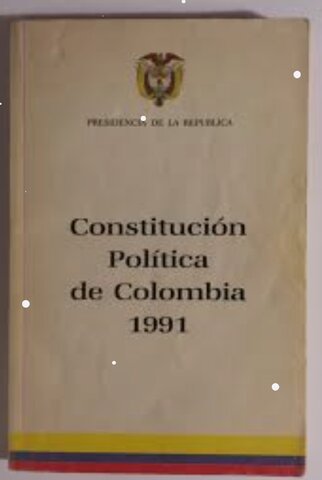 PRESIDENCIA DE LA REPUBLICA
Constitución
Política
de Colombia
1991